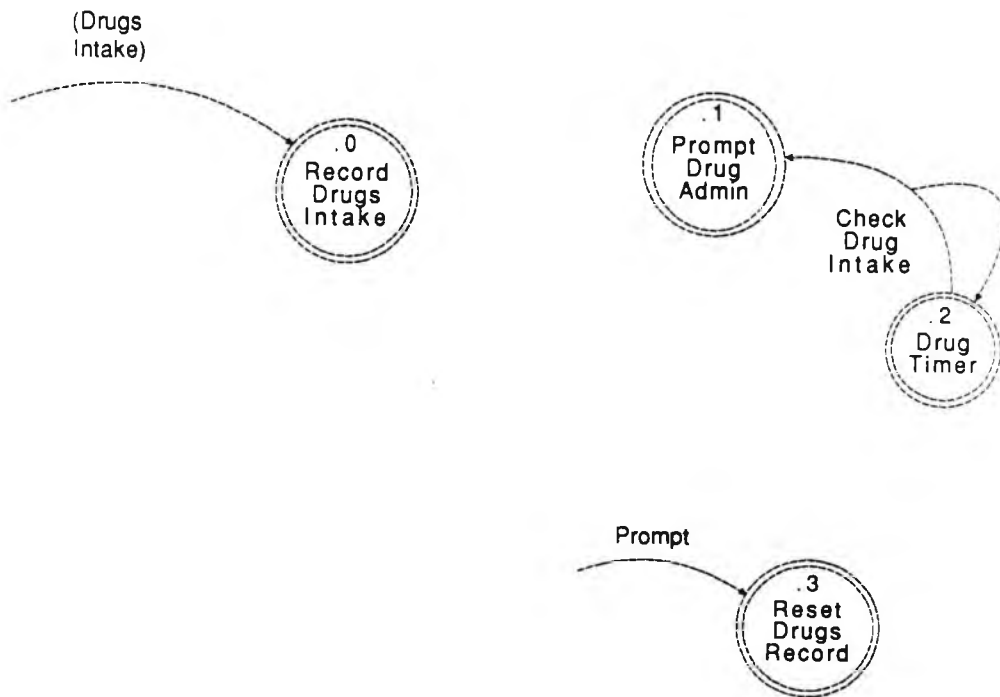 (Drugs
Intake)
.0
Record
Drugs
Intake
.1
Prompt
Drug
Admin
Check
Drug
Intake
.2
Drug
Timer
Prompt
.3
Reset
Drugs
Record